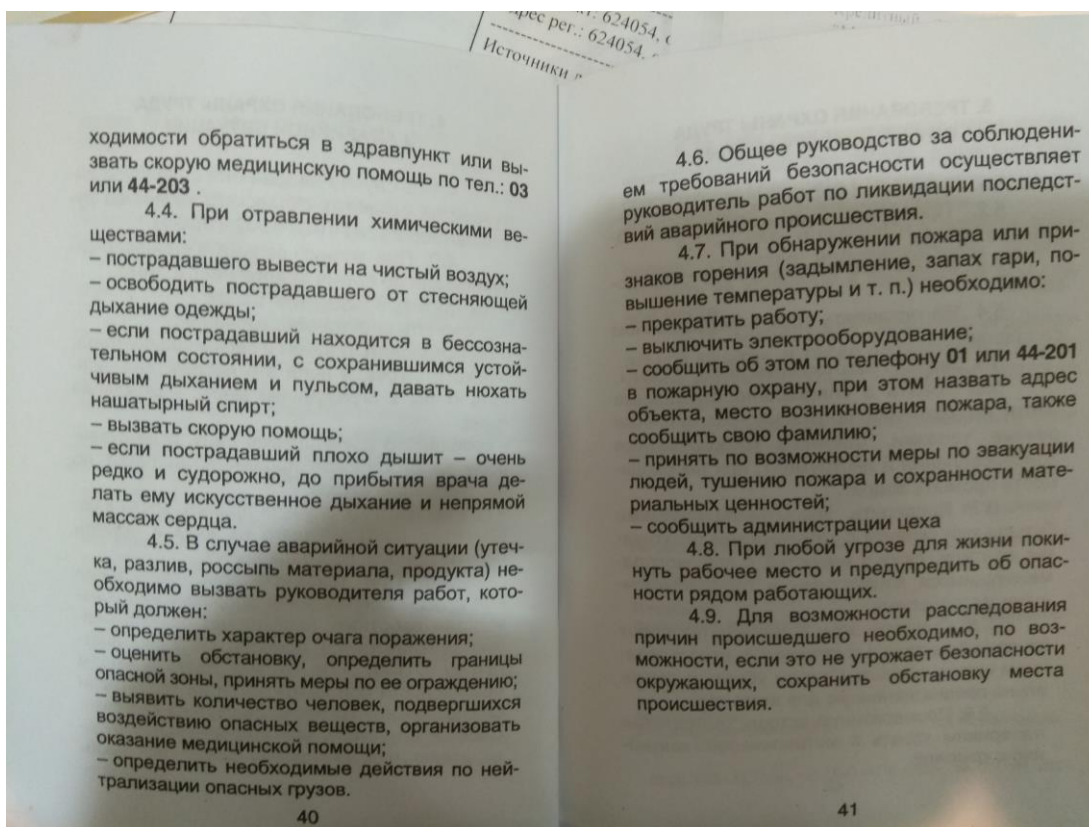 рег.: 624054,
Источники
ходимости обратиться в здравпункт или вы-
звать скорую медицинскую помощь по тел.: 03
или 44-203 .
4.4. При отравлении химическими ве-
ществами:
– пострадавшего вывести на чистый воздух;
– освободить пострадавшего от стесняющей
дыхание одежды;
– если пострадавший находится в бессозна-
тельном состоянии, с сохранившимся устой-
чивым дыханием и пульсом, давать нюхать
нашатырный спирт;
– вызвать скорую помощь;
– если пострадавший плохо дышит – очень
редко и судорожно, до прибытия врача де-
лать ему искусственное дыхание и непрямой
массаж сердца.
4.5. В случае аварийной ситуации (утеч-
ка, разлив, россыпь материала, продукта) не-
обходимо вызвать руководителя работ, кото-
рый должен:
– определить характер очага поражения;
– оценить обстановку, определить границы
опасной зоны, принять меры по ее ограждению;
– выявить количество человек, подвергшихся
воздействию опасных веществ, организовать
оказание медицинской помощи;
– определить необходимые действия по ней-
трализации опасных грузов.
40
4.6. Общее руководство за соблюдени-
ем требований безопасности осуществляет
руководитель работ по ликвидации последст-
вий аварийного происшествия.
4.7. При обнаружении пожара или при-
знаков горения (задымление, запах гари, по-
вышение температуры и т. п.) необходимо:
– прекратить работу;
– выключить электрооборудование;
– сообщить об этом по телефону 01 или 44-201
в пожарную охрану, при этом назвать адрес
объекта, место возникновения пожара, также
сообщить свою фамилию;
– принять по возможности меры по эвакуации
людей, тушению пожара и сохранности мате-
риальных ценностей;
– сообщить администрации цеха
4.8. При любой угрозе для жизни поки-
нуть рабочее место и предупредить об опас-
ности рядом работающих.
4.9. Для возможности расследования
причин происшедшего необходимо, по воз-
можности, если это не угрожает безопасности
окружающих, сохранить обстановку места
происшествия.
41